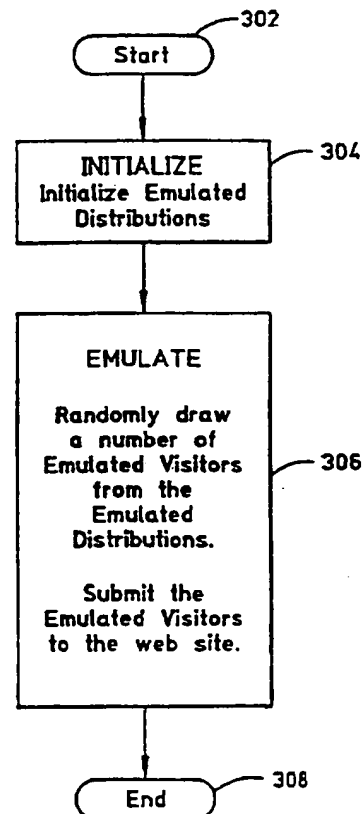 302
Start
304
INITIALIZE
Initialize Emulated
Distributions
EMULATE
Randomly draw
a number of
Emulated Visitors
from the
Emulated
Distributions.
306
Submit the
Emulated Visitors
to the web site.
308
End